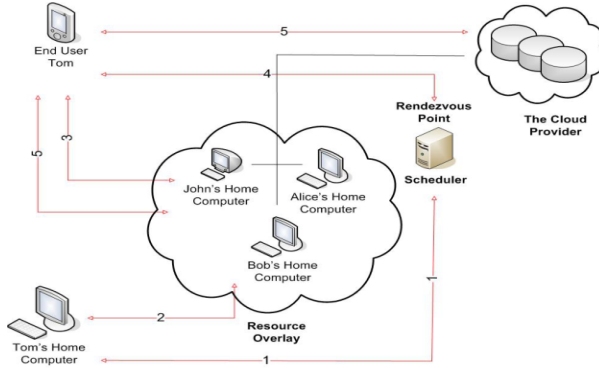 5
End User
Tom
4
Rendezvous
Point
The Cloud
Provider
3
5
Scheduler
John's Home
Computer
Alice's Home
Computer
Bob's Home
Computer
1
2
Resource
Overlay
Tom's Home
Computer
1